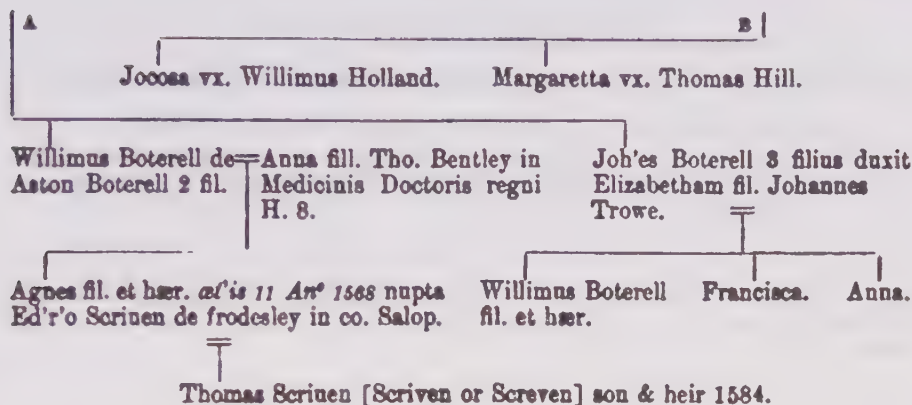 A B
Jocosa vx. Willimus Holland. Margaretta vx. Thomas Hill.
Willimus Boterell de Aston Boterell 2 fil.
Anna fill. Tho. Bentley in Medicinis Doctoris regni H. 8.
Joh'es Boterell 3 filius duxit Elizabetham fil. Johannes Trowe.
Agnes fil. et hær. æt'is 11 Anº 1568 nupta Ed'r'o Scriuen de frodesley in co. Salop.
Willimus Boterell fil. et hær.
Francisca. Anna.
Thomas Scriuen [Scriven or Screven] son & heir 1584.